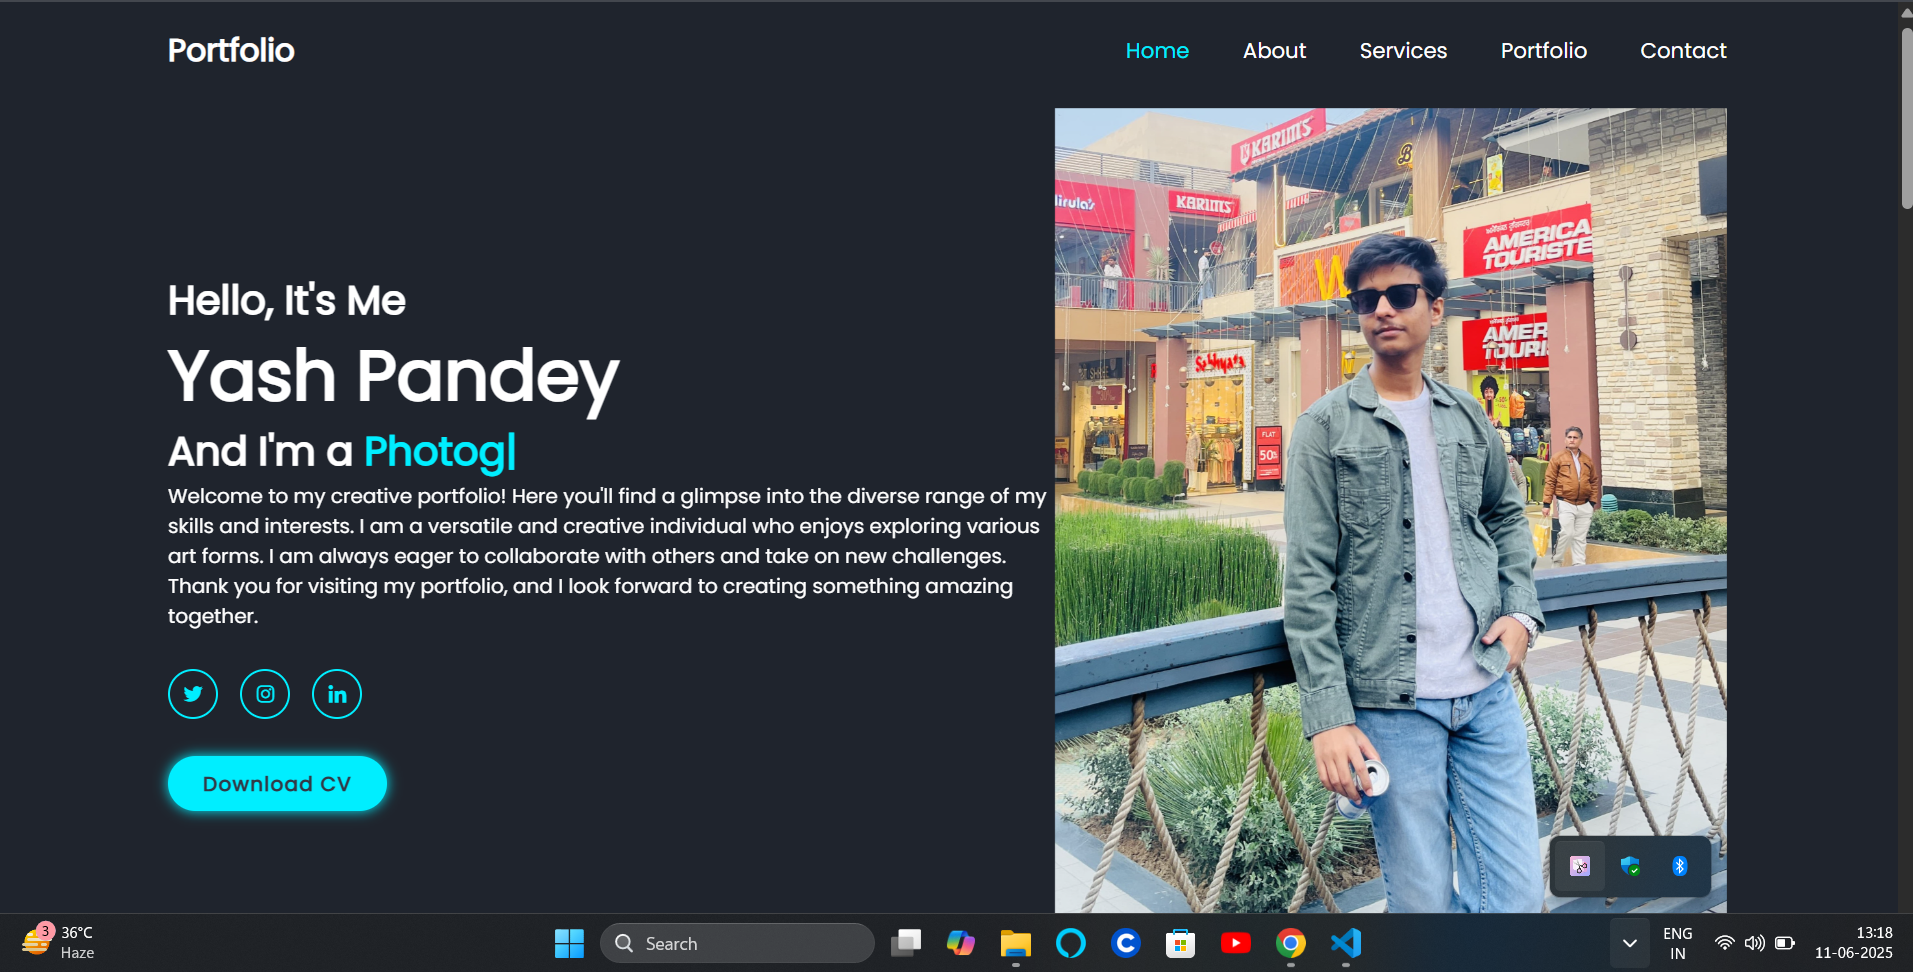 Portfolio
Home About Services Portfolio Contact
KARIM'S
B
KARIM'S
AMERICA
TOURISTE
W
AMER
TOURI
FLAT
50%
Hello, It's Me
Yash Pandey
And I'm a Photog
Welcome to my creative portfolio! Here you'll find a glimpse into the diverse range of my
skills and interests. I am a versatile and creative individual who enjoys exploring various
art forms. I am always eager to collaborate with others and take on new challenges.
Thank you for visiting my portfolio, and I look forward to creating something amazing
together.
Download CV
3
36°C
Haze
Search
ENG
IN
13:18
11-06-2025